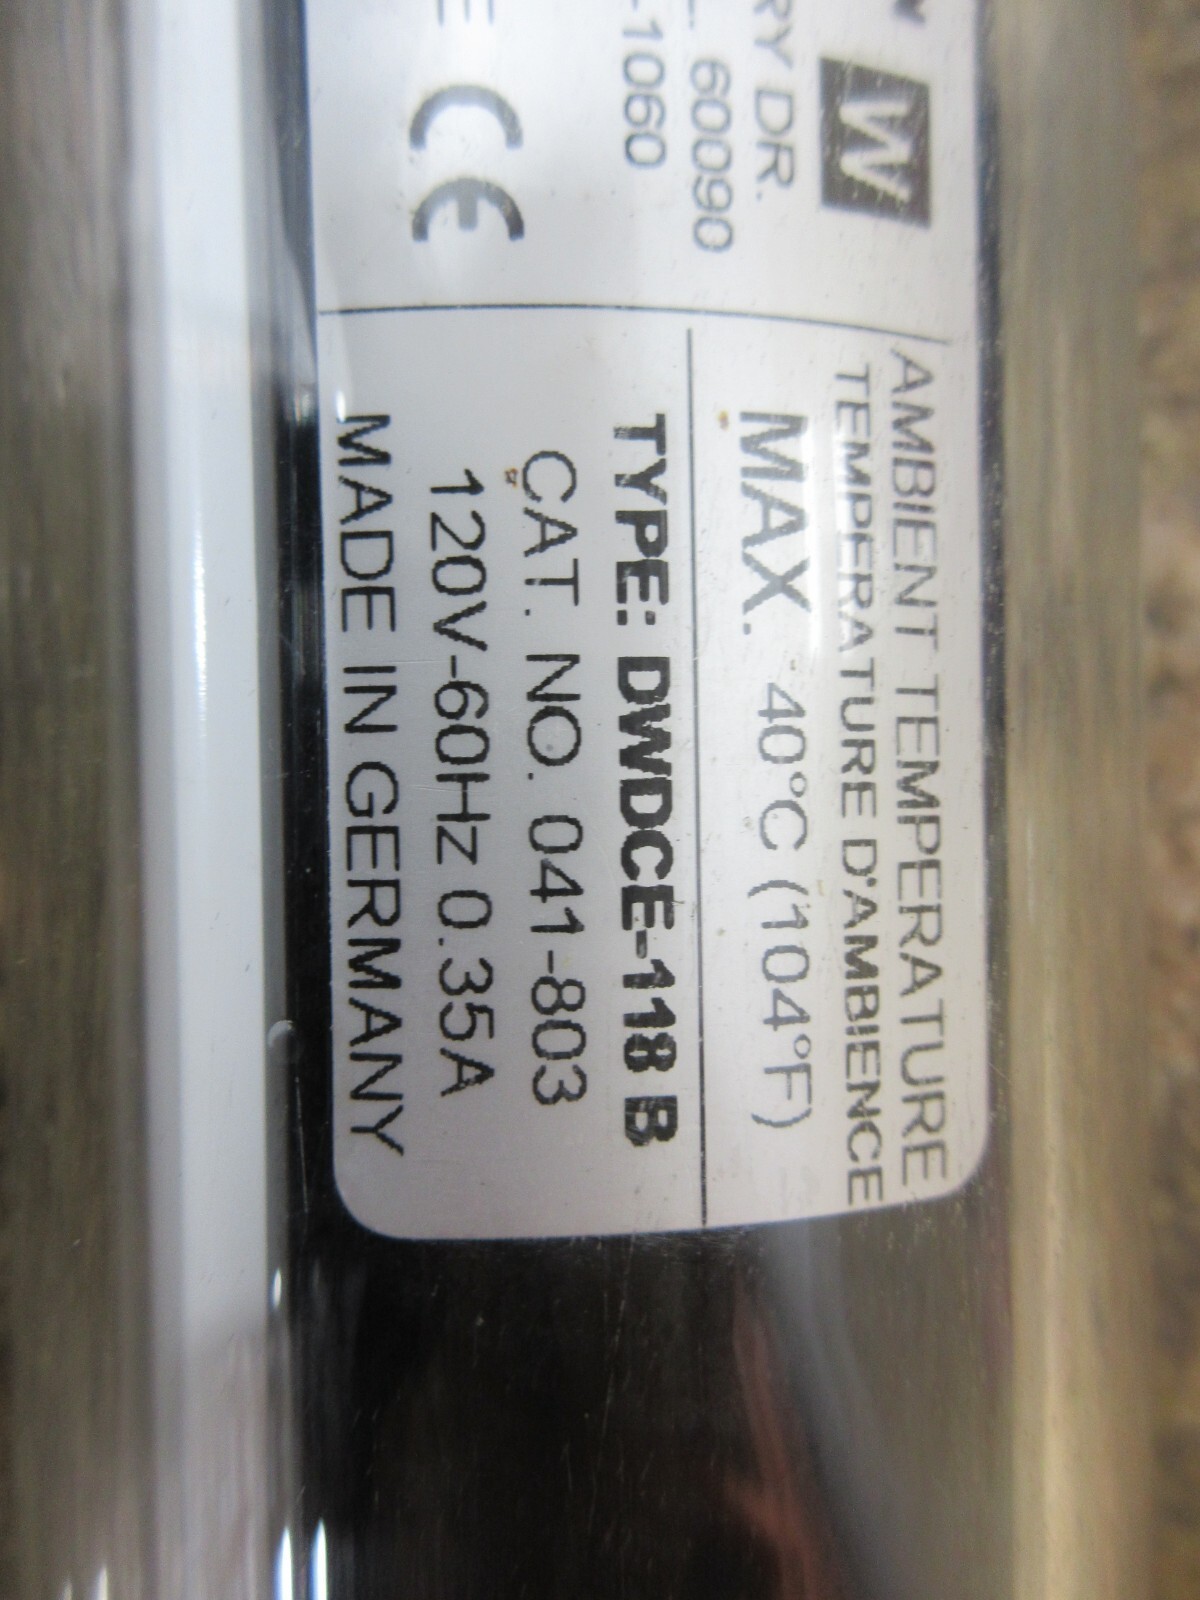 W
RY DR.
60090
-1060
CE
AMBIENT TEMPERATURE
TEMPERATURE D'AMBIENCE
MAX. 40°C (104°F)
TYPE: DWDCE-118 B
CAT. NO. 041-803
120V-60Hz 0.35A
MADE IN GERMANY